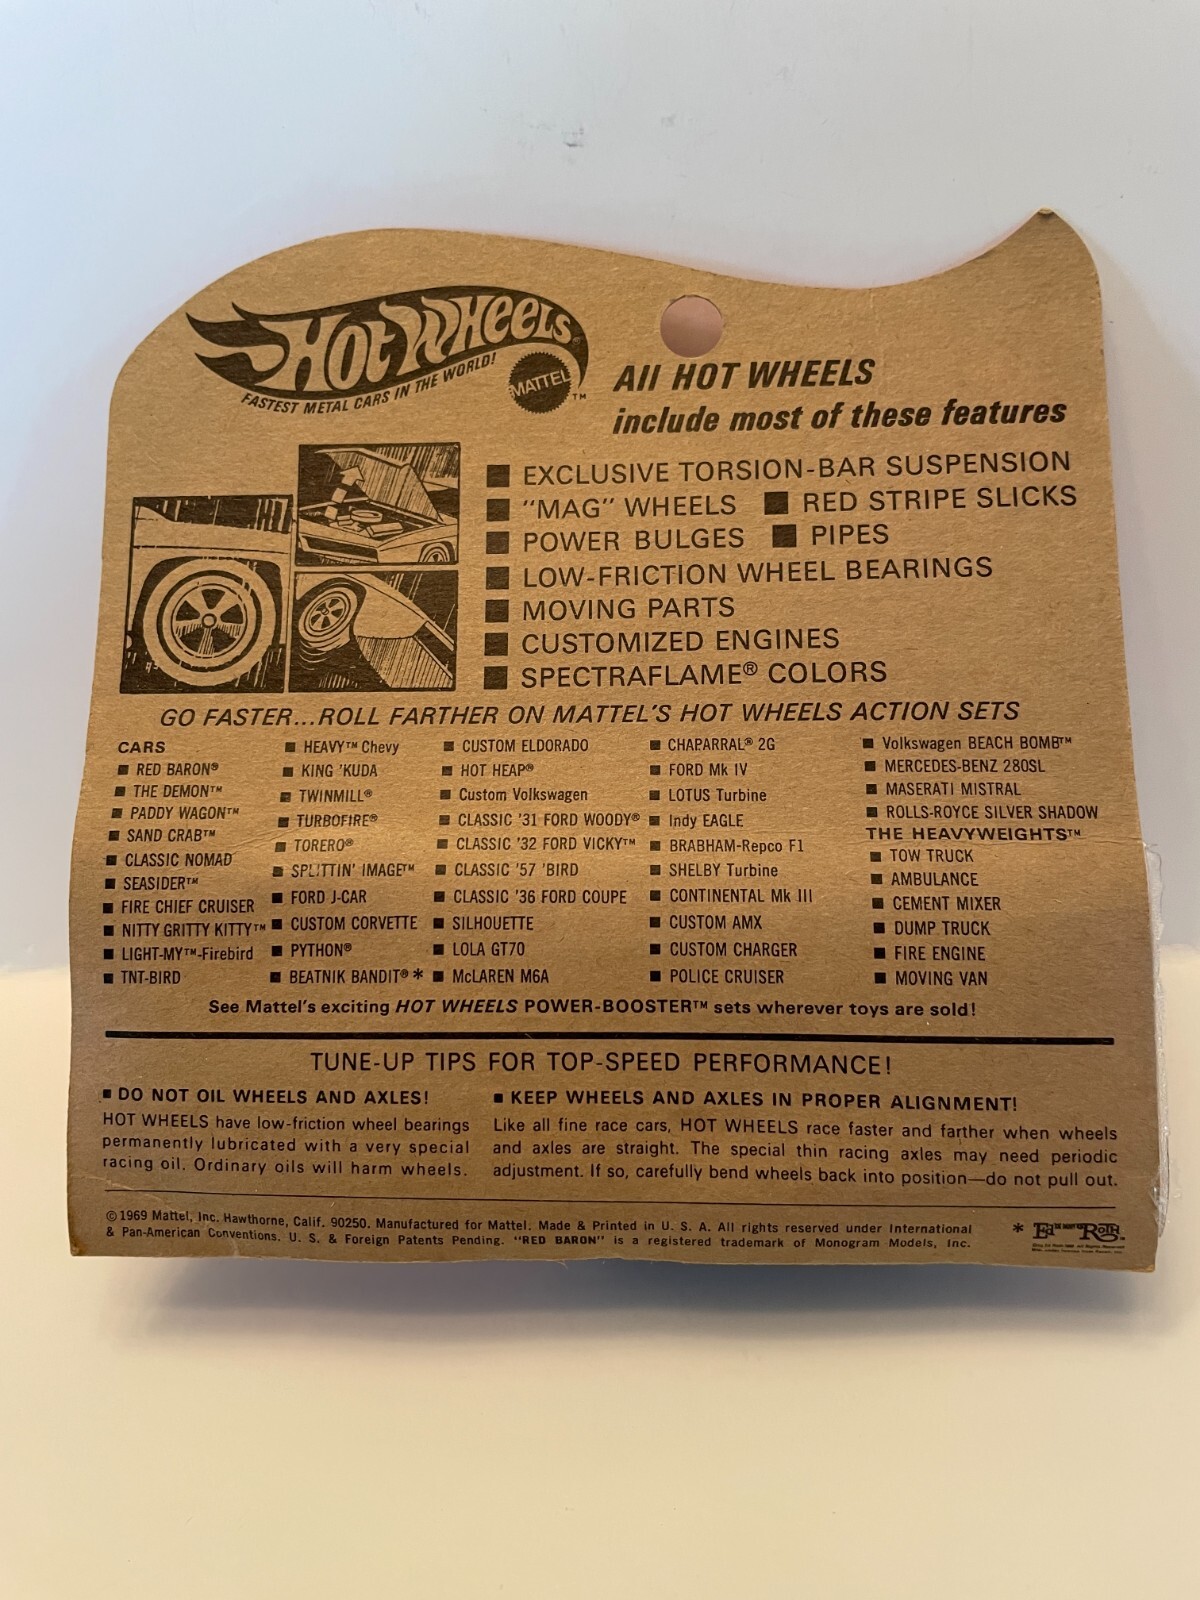 HOT WHEELS
FASTEST METAL CARS IN THE WORLD!
MATTEL™
All HOT WHEELS
include most of these features
■ EXCLUSIVE TORSION-BAR SUSPENSION
■ "MAG" WHEELS ■ RED STRIPE SLICKS
■ POWER BULGES ■ PIPES
■ LOW-FRICTION WHEEL BEARINGS
■ MOVING PARTS
■ CUSTOMIZED ENGINES
■ SPECTRAFLAME® COLORS
GO FASTER...ROLL FARTHER ON MATTEL'S HOT WHEELS ACTION SETS
CARS
■ RED BARON®
■ THE DEMON™
■ PADDY WAGON™
■ SAND CRAB™
■ CLASSIC NOMAD
■ SEASIDER™
■ FIRE CHIEF CRUISER
■ NITTY GRITTY KITTY™
■ LIGHT-MY™-Firebird
■ TNT-BIRD
■ HEAVY™ Chevy
■ KING 'KUDA
■ TWINMILL®
■ TURBOFIRE®
■ TORERO®
■ SPLITTIN' IMAGE™
■ FORD J-CAR
■ CUSTOM CORVETTE
■ PYTHON®
■ BEATNIK BANDIT®*
■ CUSTOM ELDORADO
■ HOT HEAP®
■ Custom Volkswagen
■ CLASSIC '31 FORD WOODY®
■ CLASSIC '32 FORD VICKY™
■ CLASSIC '57 'BIRD
■ CLASSIC '36 FORD COUPE
■ SILHOUETTE
■ LOLA GT70
■ McLAREN M6A
■ CHAPARRAL® 2G
■ FORD Mk IV
■ LOTUS Turbine
■ Indy EAGLE
■ BRABHAM-Repco F1
■ SHELBY Turbine
■ CONTINENTAL Mk III
■ CUSTOM AMX
■ CUSTOM CHARGER
■ POLICE CRUISER
■ Volkswagen BEACH BOMB™
■ MERCEDES-BENZ 280SL
■ MASERATI MISTRAL
■ ROLLS-ROYCE SILVER SHADOW
THE HEAVYWEIGHTS™
■ TOW TRUCK
■ AMBULANCE
■ CEMENT MIXER
■ DUMP TRUCK
■ FIRE ENGINE
■ MOVING VAN
See Mattel's exciting HOT WHEELS POWER-BOOSTER™ sets wherever toys are sold!
TUNE-UP TIPS FOR TOP-SPEED PERFORMANCE!
■ DO NOT OIL WHEELS AND AXLES!
HOT WHEELS have low-friction wheel bearings
permanently lubricated with a very special
racing oil. Ordinary oils will harm wheels.
■ KEEP WHEELS AND AXLES IN PROPER ALIGNMENT!
Like all fine race cars, HOT WHEELS race faster and farther when wheels
and axles are straight. The special thin racing axles may need periodic
adjustment. If so, carefully bend wheels back into position—do not pull out.
©1969 Mattel, Inc. Hawthorne, Calif. 90250. Manufactured for Mattel. Made & Printed in U. S. A. All rights reserved under International
& Pan-American Conventions. U. S. & Foreign Patents Pending. "RED BARON" is a registered trademark of Monogram Models, Inc.
* Ed Roth